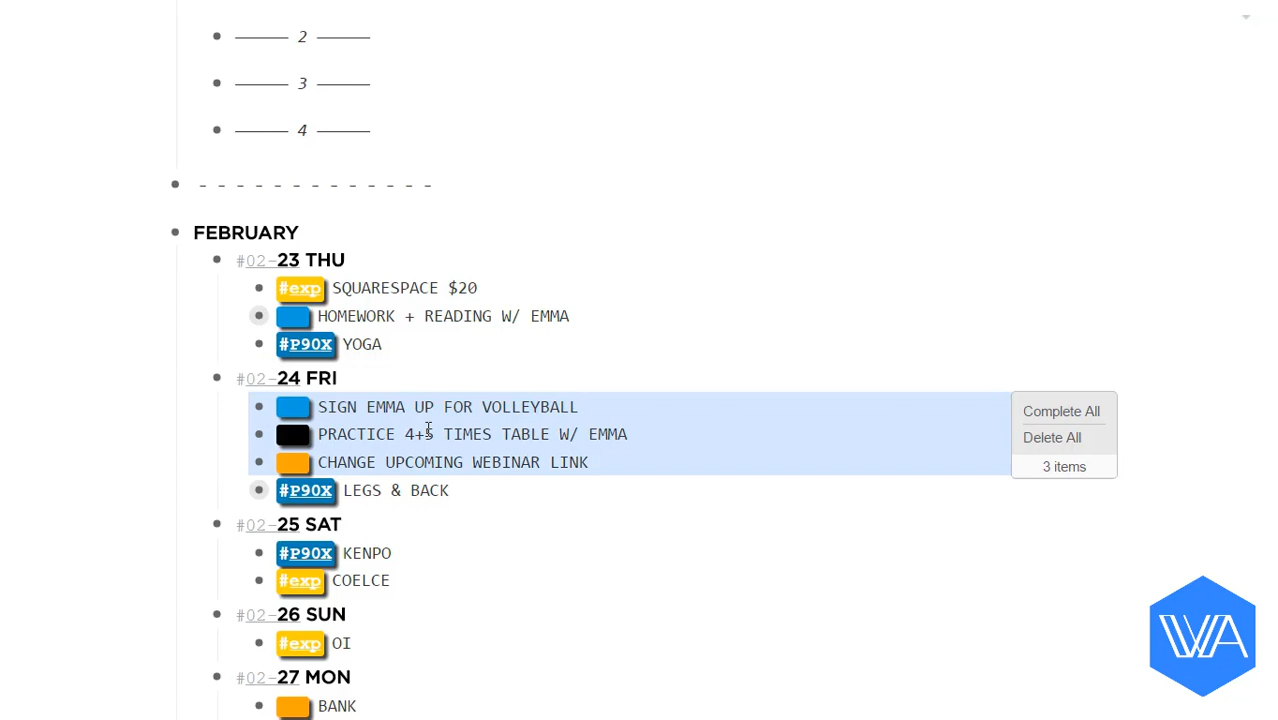 ——— 2 ———
——— 3 ———
——— 4 ———
- - - - - - - - - - - - -
FEBRUARY
#02-23 THU
#exp SQUARESPACE $20
HOMEWORK + READING W/ EMMA
#P90X YOGA
#02-24 FRI
SIGN EMMA UP FOR VOLLEYBALL
PRACTICE 4+5 TIMES TABLE W/ EMMA
CHANGE UPCOMING WEBINAR LINK
Complete All
Delete All
3 items
#P90X LEGS & BACK
#02-25 SAT
#P90X KENPO
#exp COELCE
#02-26 SUN
#exp OI
#02-27 MON
BANK
WA